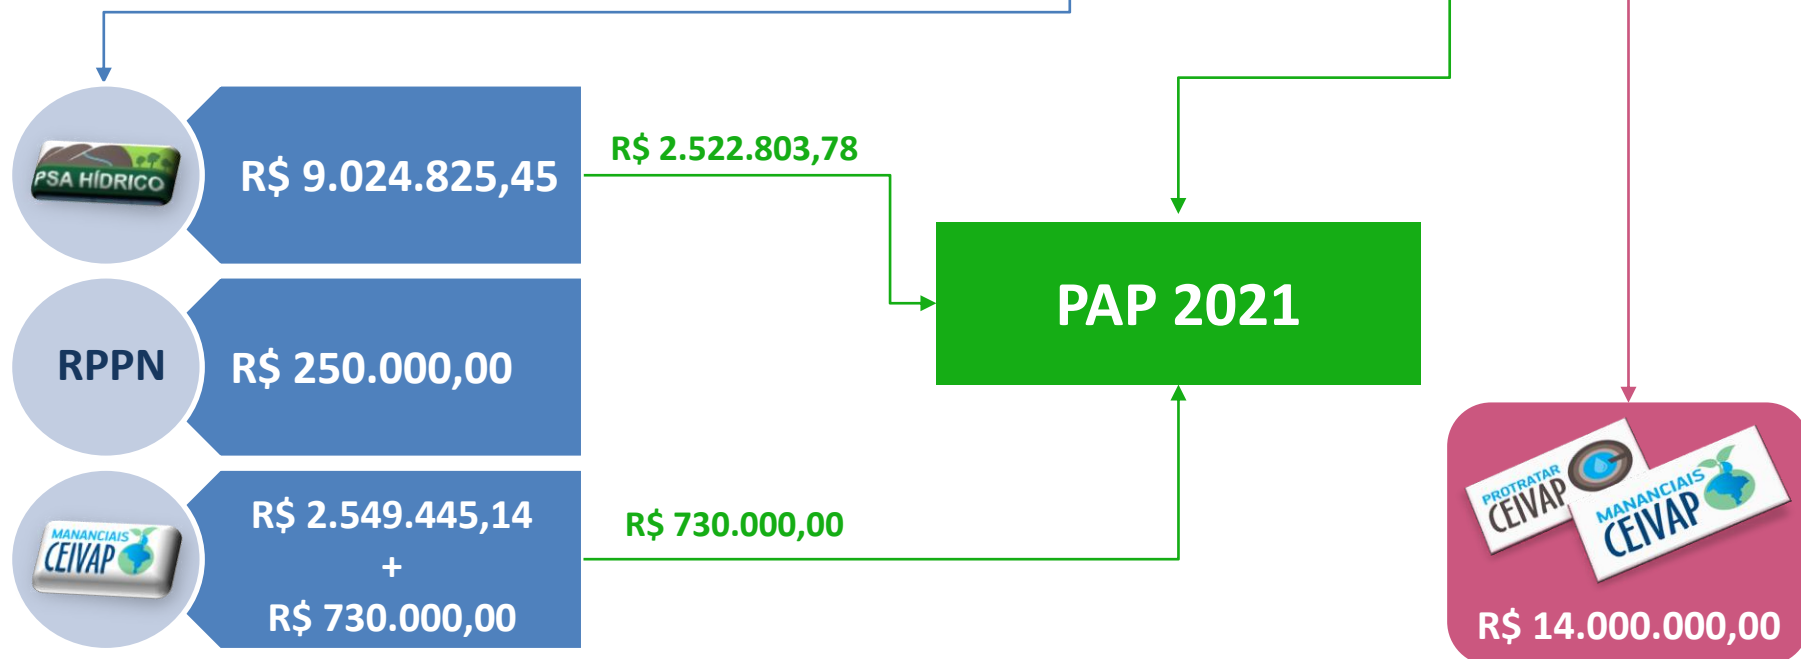 PSA HÍDRICO
R$ 9.024.825,45
R$ 2.522.803,78
PAP 2021
RPPN
R$ 250.000,00
MANANCIAIS
CEIVAP
R$ 2.549.445,14
+
R$ 730.000,00
R$ 730.000,00
PROTRATAR
CEIVAP
MANANCIAIS
CEIVAP
R$ 14.000.000,00